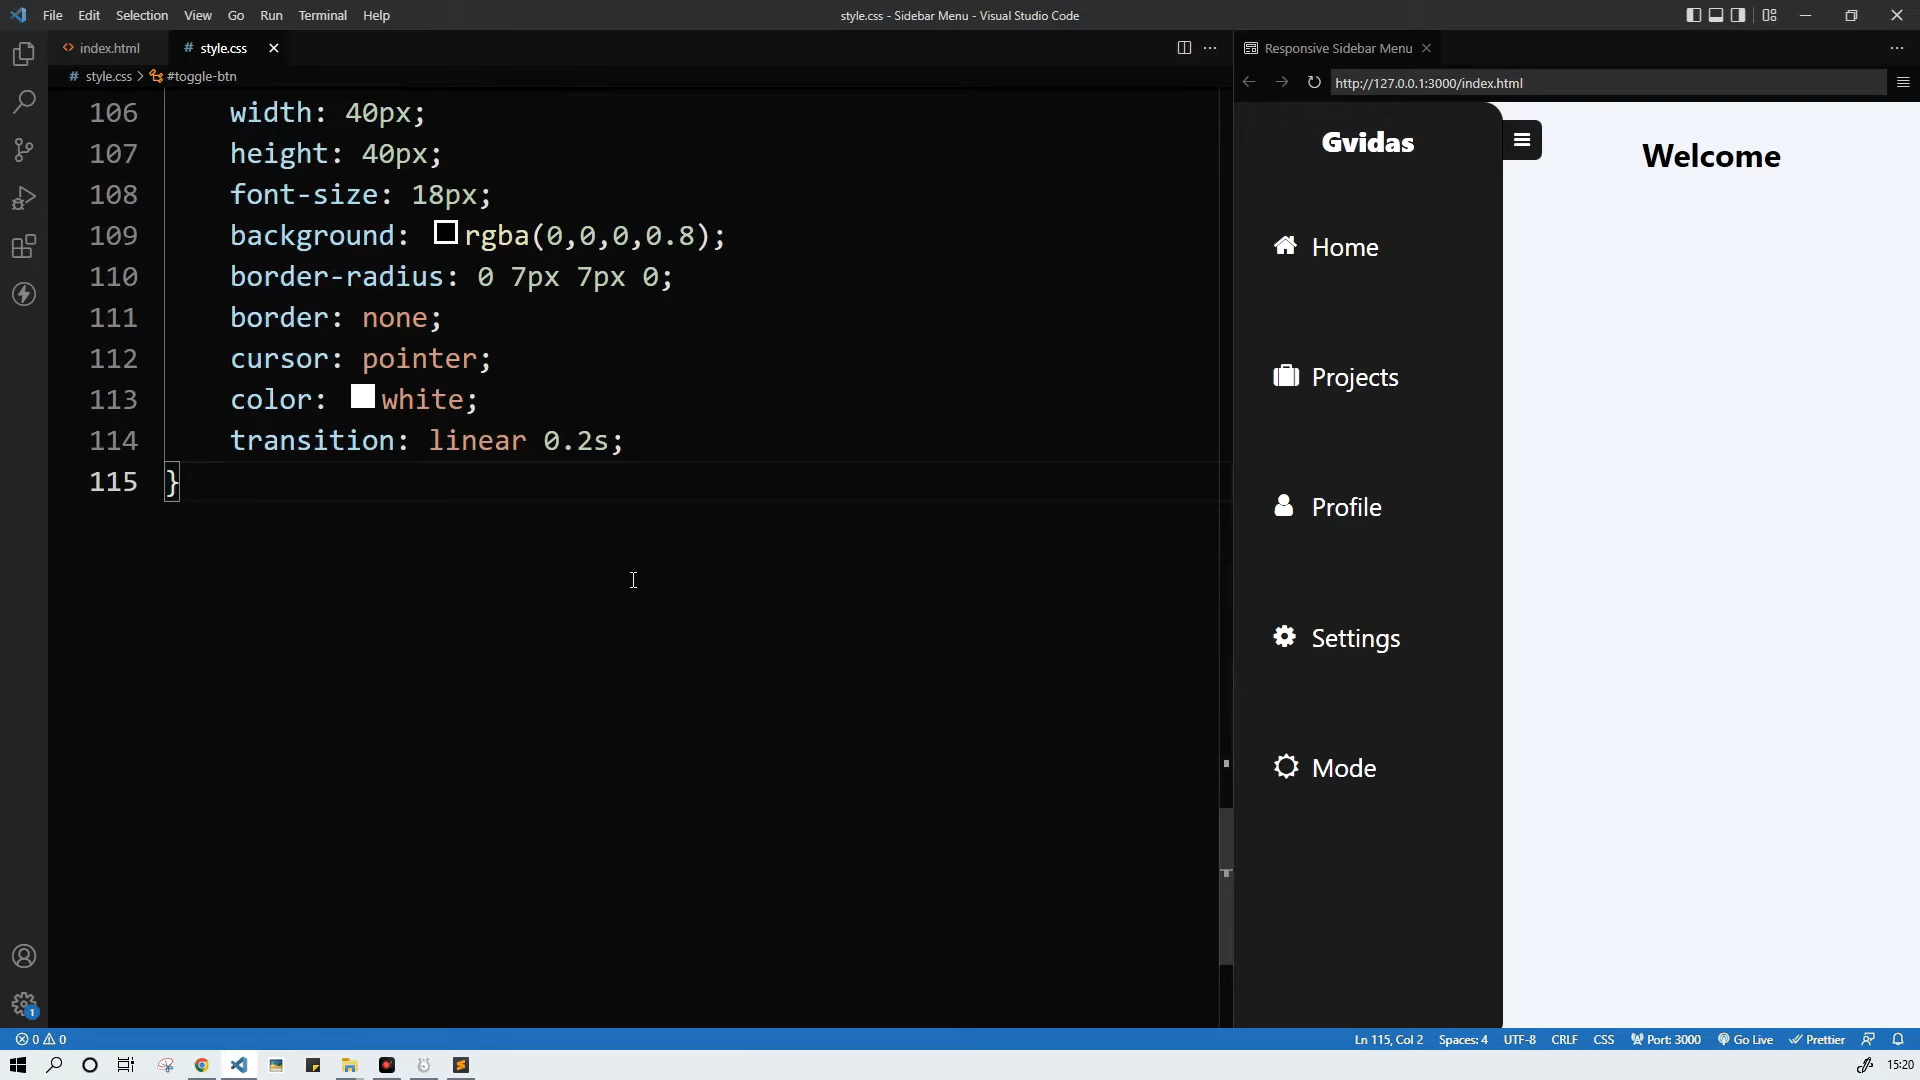 File Edit Selection View Go Run Terminal Help
style.css - Sidebar Menu - Visual Studio Code
index.html
# style.css
Responsive Sidebar Menu
# style.css > #toggle-btn
http://127.0.0.1:3000/index.html
106 width: 40px;
107 height: 40px;
108 font-size: 18px;
109 background: rgba(0,0,0,0.8);
110 border-radius: 0 7px 7px 0;
111 border: none;
112 cursor: pointer;
113 color: white;
114 transition: linear 0.2s;
115 }
Gvidas
Welcome
Home
Projects
Profile
Settings
Mode
1
0 0
Ln 115, Col 2 Spaces: 4 UTF-8 CRLF CSS Port: 3000 Go Live Prettier
15:20